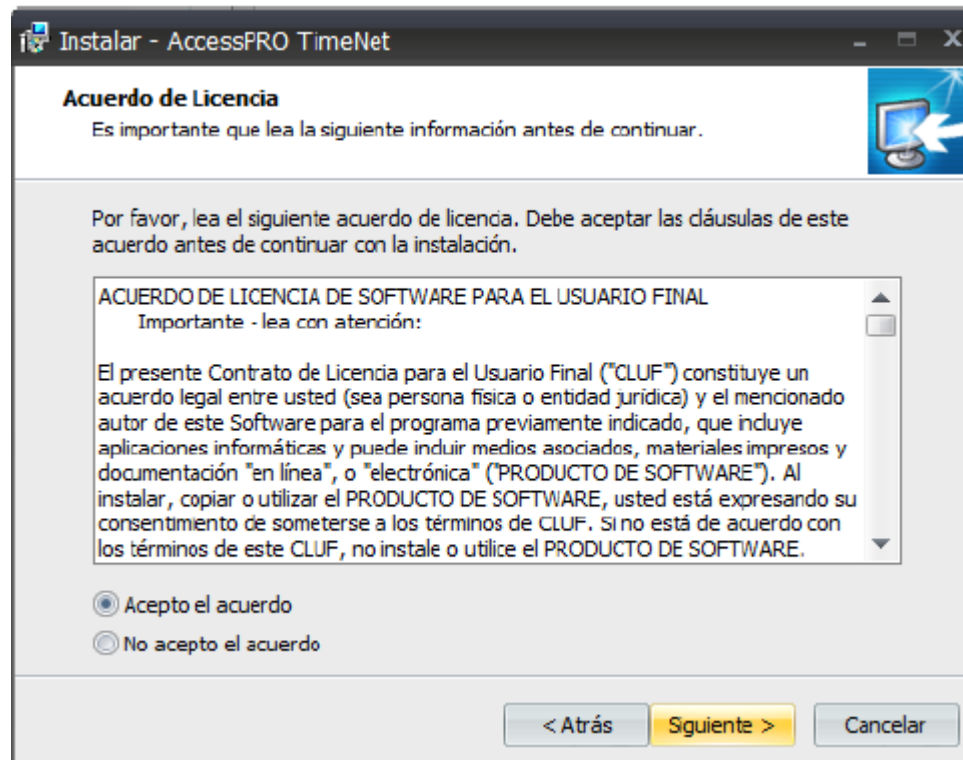 Instalar - AccessPRO TimeNet
Acuerdo de Licencia
Es importante que lea la siguiente información antes de continuar.
Por favor, lea el siguiente acuerdo de licencia. Debe aceptar las cláusulas de este
acuerdo antes de continuar con la instalación.
ACUERDO DE LICENCIA DE SOFTWARE PARA EL USUARIO FINAL
Importante - lea con atención:
El presente Contrato de Licencia para el Usuario Final ("CLUF") constituye un
acuerdo legal entre usted (sea persona física o entidad jurídica) y el mencionado
autor de este Software para el programa previamente indicado, que incluye
aplicaciones informáticas y puede incluir medios asociados, materiales impresos y
documentación "en línea", o "electrónica" ("PRODUCTO DE SOFTWARE"). Al
instalar, copiar o utilizar el PRODUCTO DE SOFTWARE, usted está expresando su
consentimiento de someterse a los términos de CLUF. Si no está de acuerdo con
los términos de este CLUF, no instale o utilice el PRODUCTO DE SOFTWARE.
Acepto el acuerdo
No acepto el acuerdo
< Atrás
Siguiente >
Cancelar